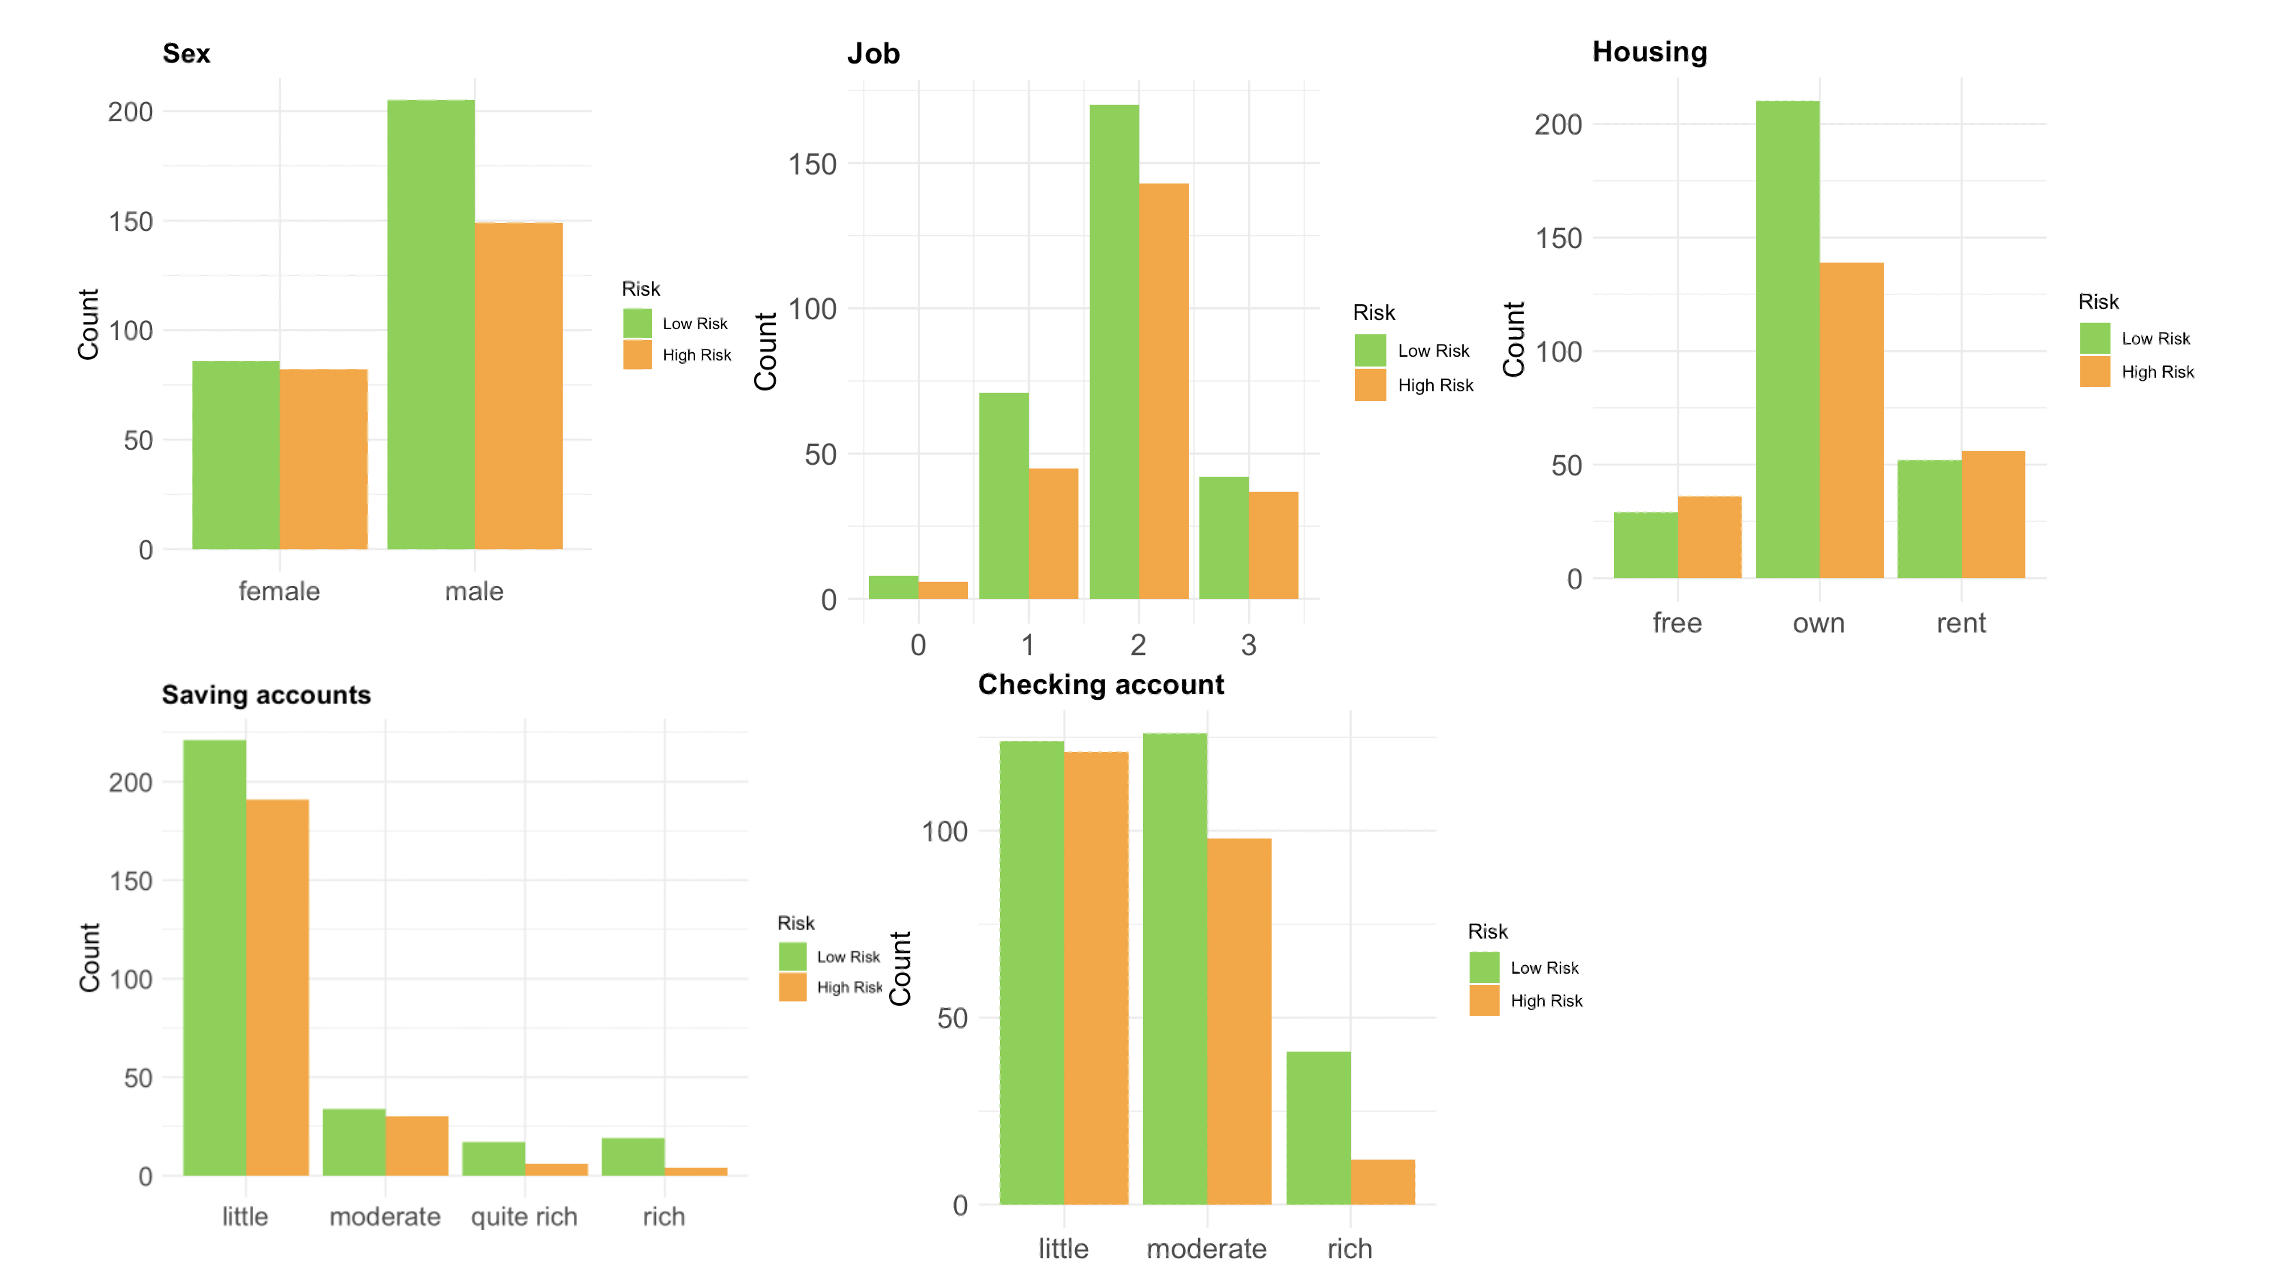 Sex
200
150
100
50
0
Count
female male
Risk
Low Risk
High Risk
Job
150
100
50
0
Count
0 1 2 3
Risk
Low Risk
High Risk
Housing
200
150
100
50
0
Count
free own rent
Risk
Low Risk
High Risk
Saving accounts
200
150
100
50
0
Count
little moderate quite rich rich
Risk
Low Risk
High Risk
Checking account
100
50
0
Count
little moderate rich
Risk
Low Risk
High Risk